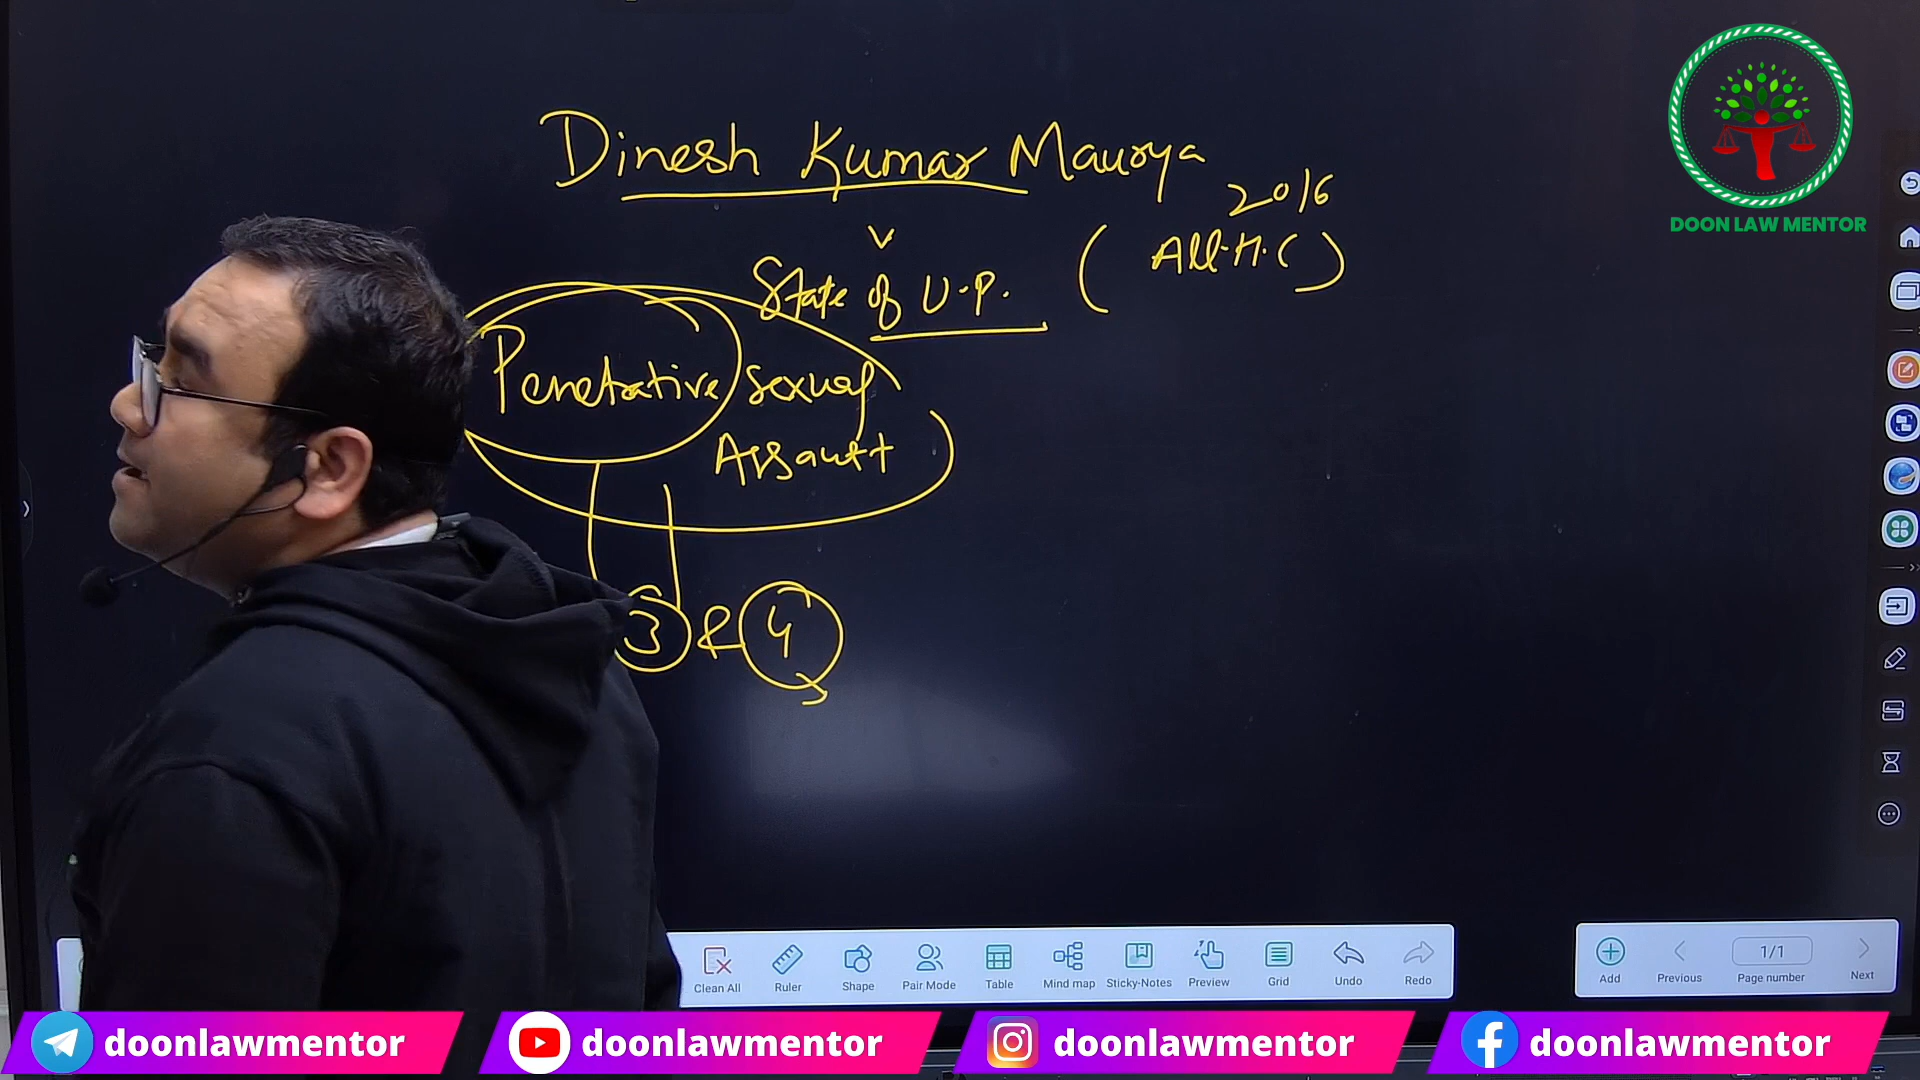 Dinesh Kumar Maurya
2016
v
State of U.P. ( All.H.C )
Penetrative sexual
Assault
3 & 4
DOON LAW MENTOR
Clean All
Ruler
Shape
Pair Mode
Table
Mind map
Sticky-Notes
Preview
Grid
Undo
Redo
Add
Previous
1/1
Page number
Next
doonlawmentor
doonlawmentor
doonlawmentor
doonlawmentor